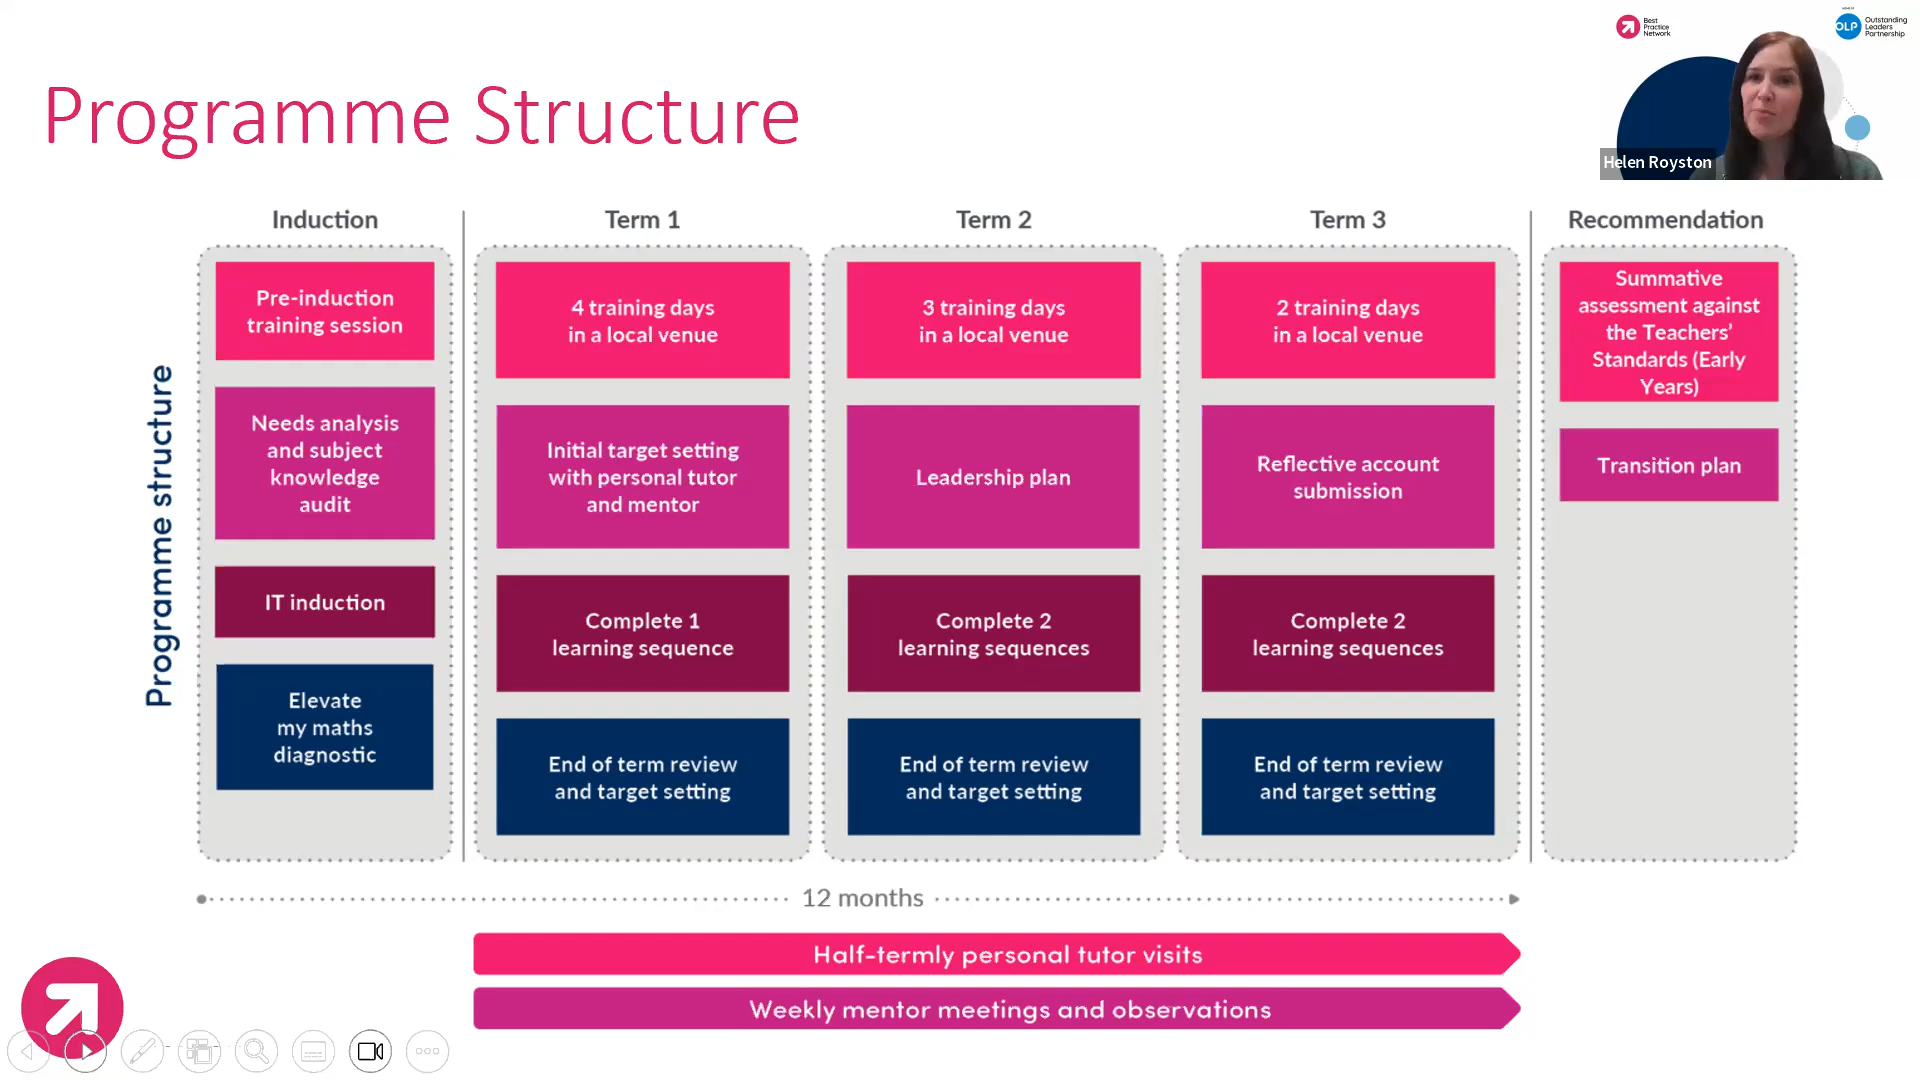 Programme Structure
Best
Practice
Network
HOME OF
OLP
Outstanding
Leaders
Partnership
Helen Royston
Programme structure
Induction
Pre-induction
training session
Needs analysis
and subject
knowledge
audit
IT induction
Elevate
my maths
diagnostic
Term 1
4 training days
in a local venue
Initial target setting
with personal tutor
and mentor
Complete 1
learning sequence
End of term review
and target setting
Term 2
3 training days
in a local venue
Leadership plan
Complete 2
learning sequences
End of term review
and target setting
Term 3
2 training days
in a local venue
Reflective account
submission
Complete 2
learning sequences
End of term review
and target setting
Recommendation
Summative
assessment against
the Teachers’
Standards (Early
Years)
Transition plan
12 months
Half-termly personal tutor visits
Weekly mentor meetings and observations